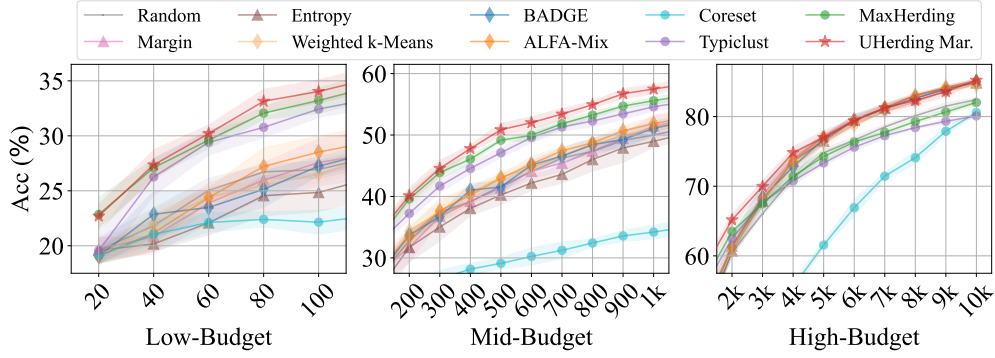 Random Entropy BADGE Coreset MaxHerding
Margin Weighted k-Means ALFA-Mix Typiclust UHerding Mar.
Acc (%)
35
30
25
20
20 40 60 80 100
Low-Budget
60
50
40
30
200 300 400 500 600 700 800 900 1k
Mid-Budget
80
70
60
2k 3k 4k 5k 6k 7k 8k 9k 10k
High-Budget